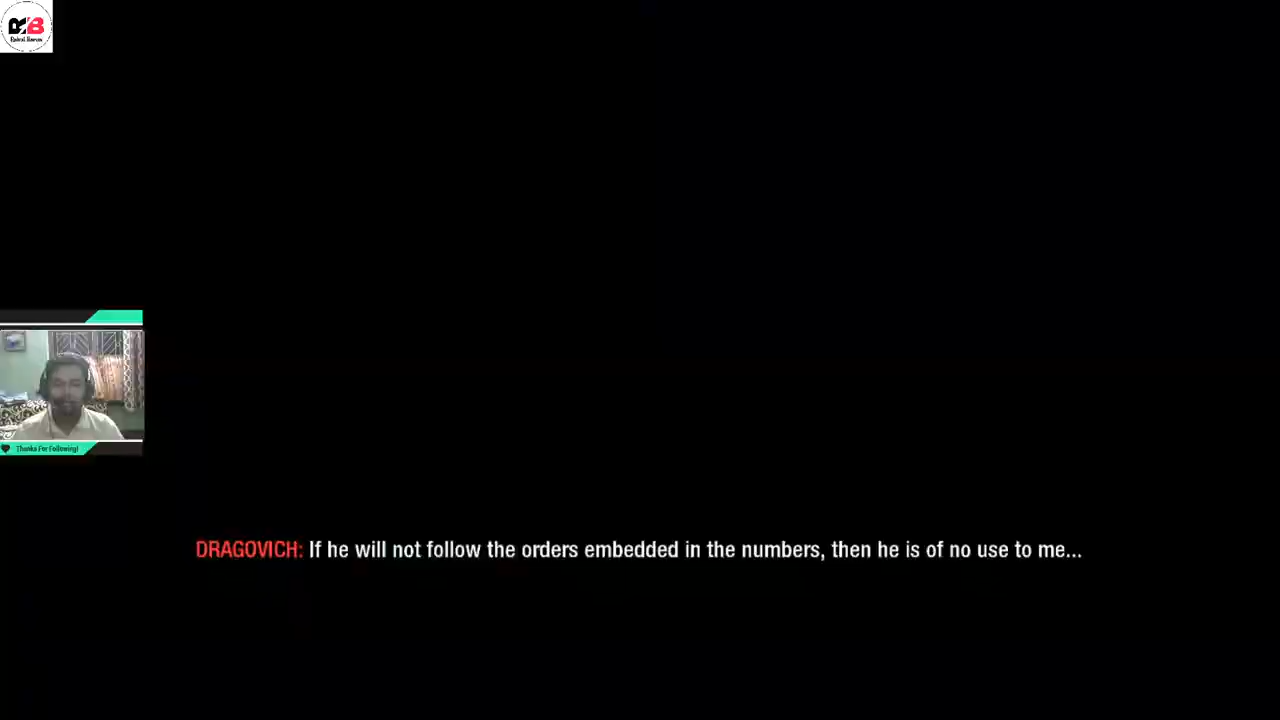 RB
Thanks For Following!
DRAGOVICH: If he will not follow the orders embedded in the numbers, then he is of no use to me...